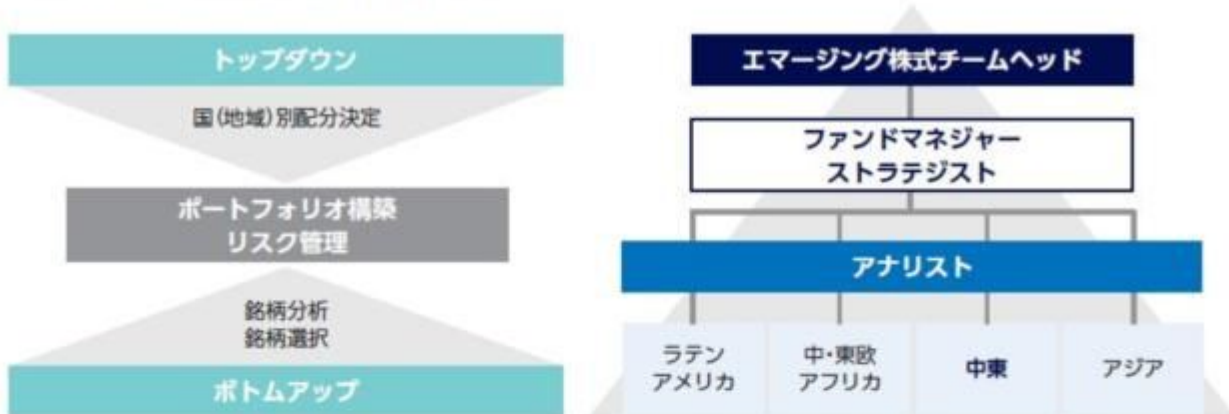 トップダウン
国(地域)別配分決定
ポートフォリオ構築
リスク管理
銘柄分析
銘柄選択
ボトムアップ
エマージング株式チームヘッド
ファンドマネジャー
ストラテジスト
アナリスト
ラテン
アメリカ
中・東欧
アフリカ
中東
アジア